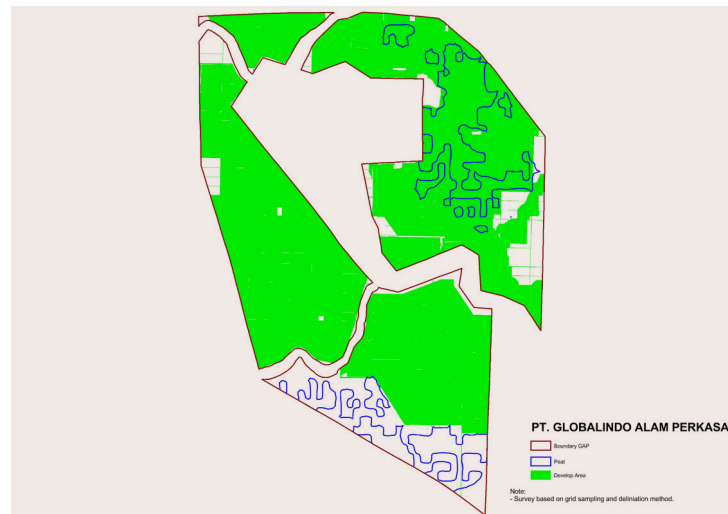 PT. GLOBALINDO ALAM PERKASA
Boundary GAP
Peat
Develop Area
Note:
- Survey based on grid sampling and deliniation method.